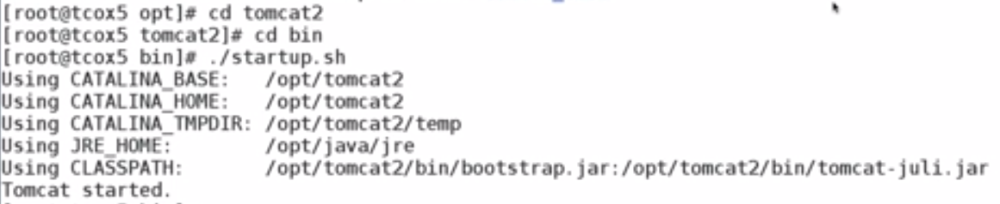 [root@tcox5 opt]# cd tomcat2
[root@tcox5 tomcat2]# cd bin
[root@tcox5 bin]# ./startup.sh
Using CATALINA_BASE:   /opt/tomcat2
Using CATALINA_HOME:   /opt/tomcat2
Using CATALINA_TMPDIR: /opt/tomcat2/temp
Using JRE_HOME:        /opt/java/jre
Using CLASSPATH:       /opt/tomcat2/bin/bootstrap.jar:/opt/tomcat2/bin/tomcat-juli.jar
Tomcat started.